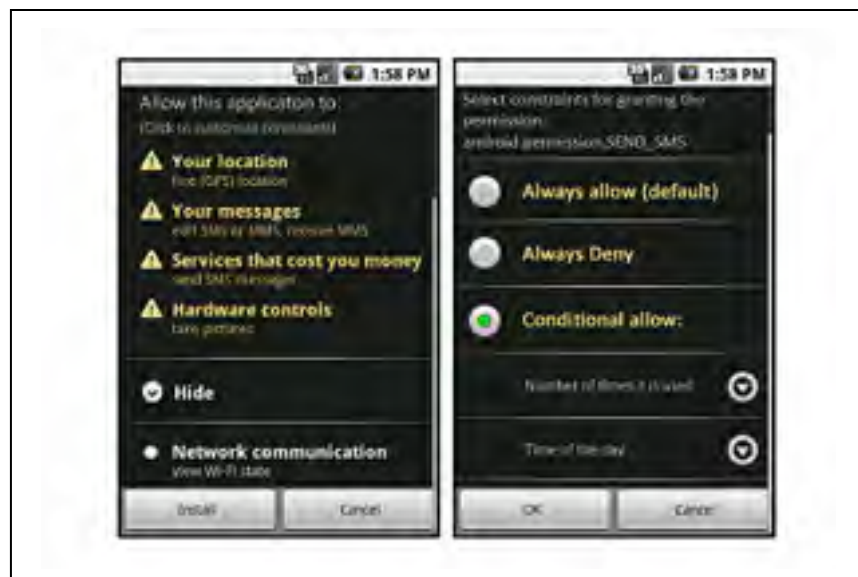 1:58 PM
Allow this application to
(Click to customise constraints)
Your location
fine (GPS) location
Your messages
edit SMS or MMS, receive MMS
Services that cost you money
send SMS messages
Hardware controls
take pictures
Hide
Network communication
view Wi-Fi state
Install
Cancel
1:58 PM
Select constraints for granting the
permission:
android.permission.SEND_SMS
Always allow (default)
Always Deny
Conditional allow:
Number of times it is used
Time of the day
OK
Cancel